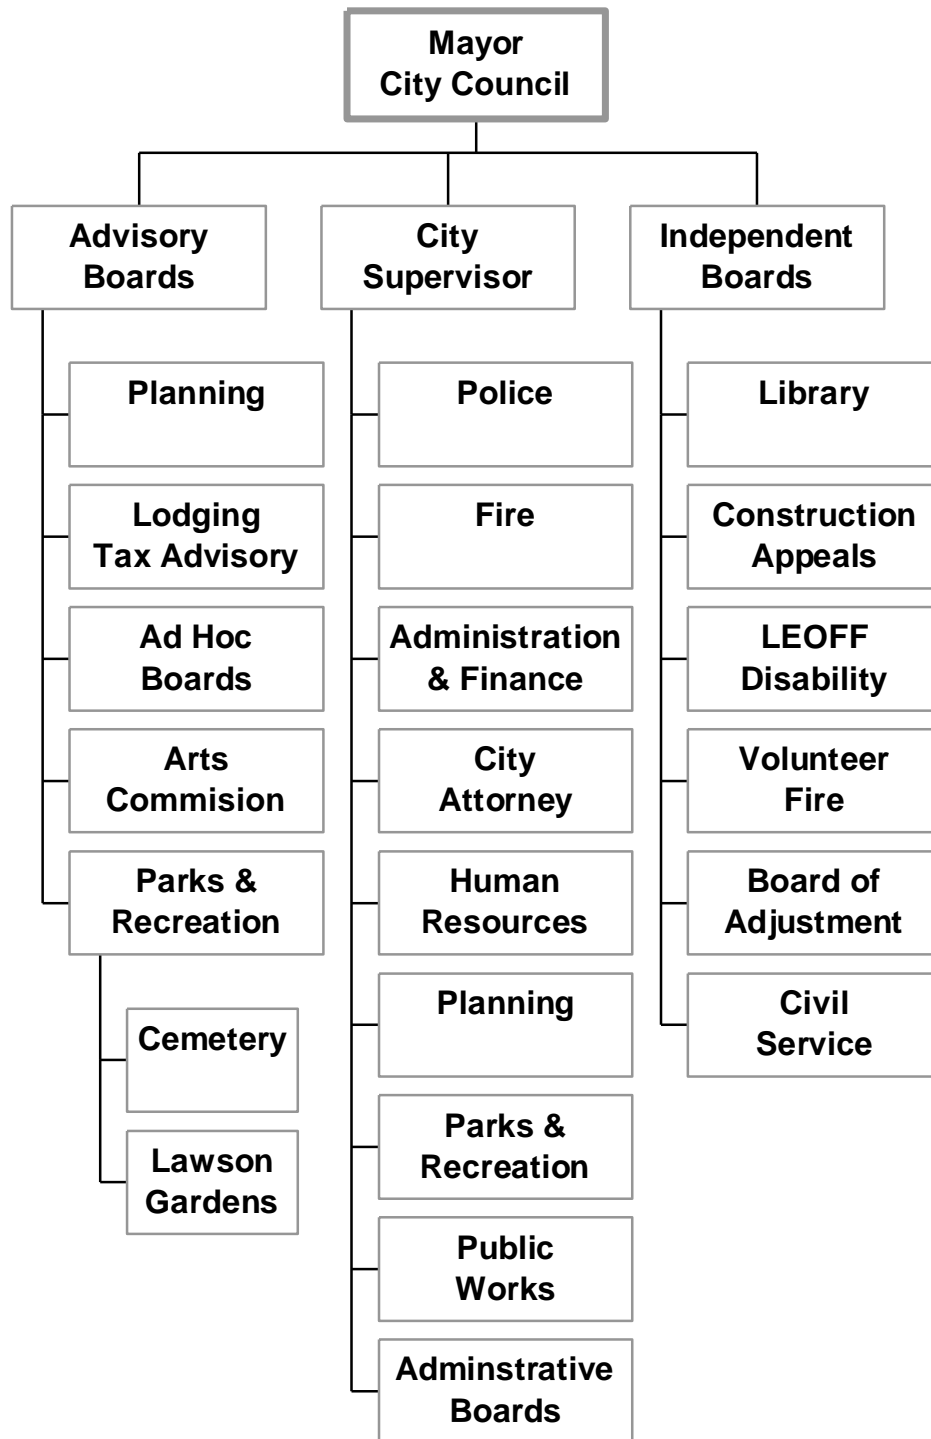 Mayor
City Council
Advisory
Boards
City
Supervisor
Independent
Boards
Planning
Lodging
Tax Advisory
Ad Hoc
Boards
Arts
Commision
Parks &
Recreation
Cemetery
Lawson
Gardens
Police
Fire
Administration
& Finance
City
Attorney
Human
Resources
Planning
Parks &
Recreation
Public
Works
Adminstrative
Boards
Library
Construction
Appeals
LEOFF
Disability
Volunteer
Fire
Board of
Adjustment
Civil
Service